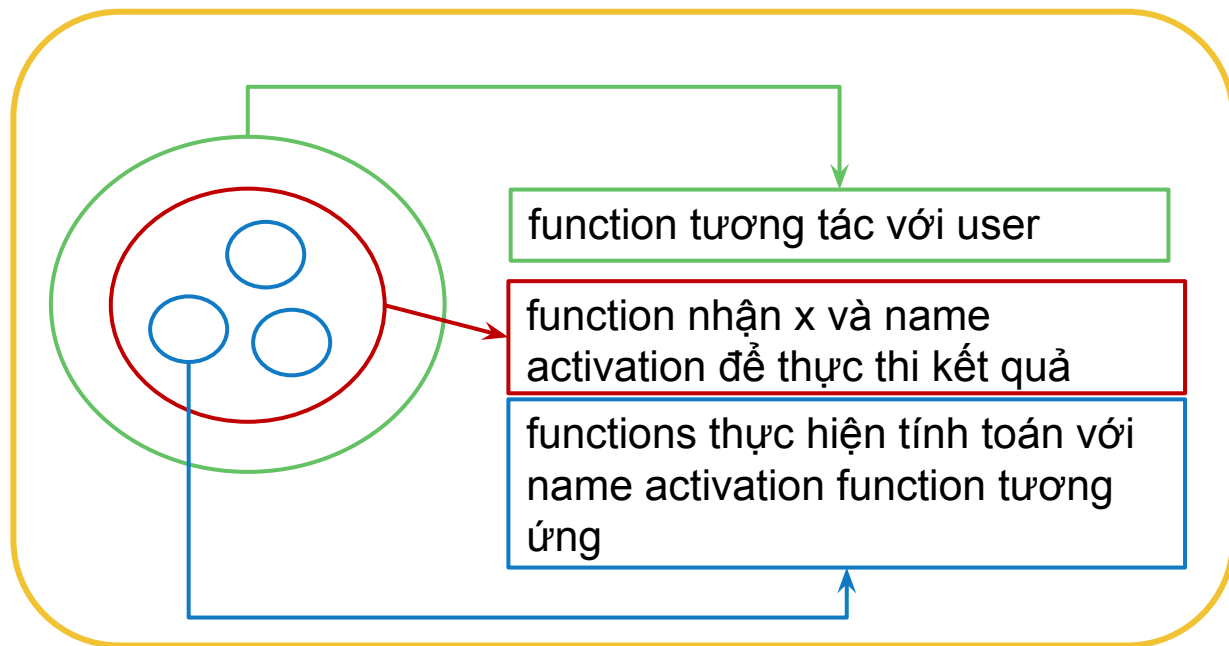 function tương tác với user
function nhận x và name
activation để thực thi kết quả
functions thực hiện tính toán với
name activation function tương
ứng